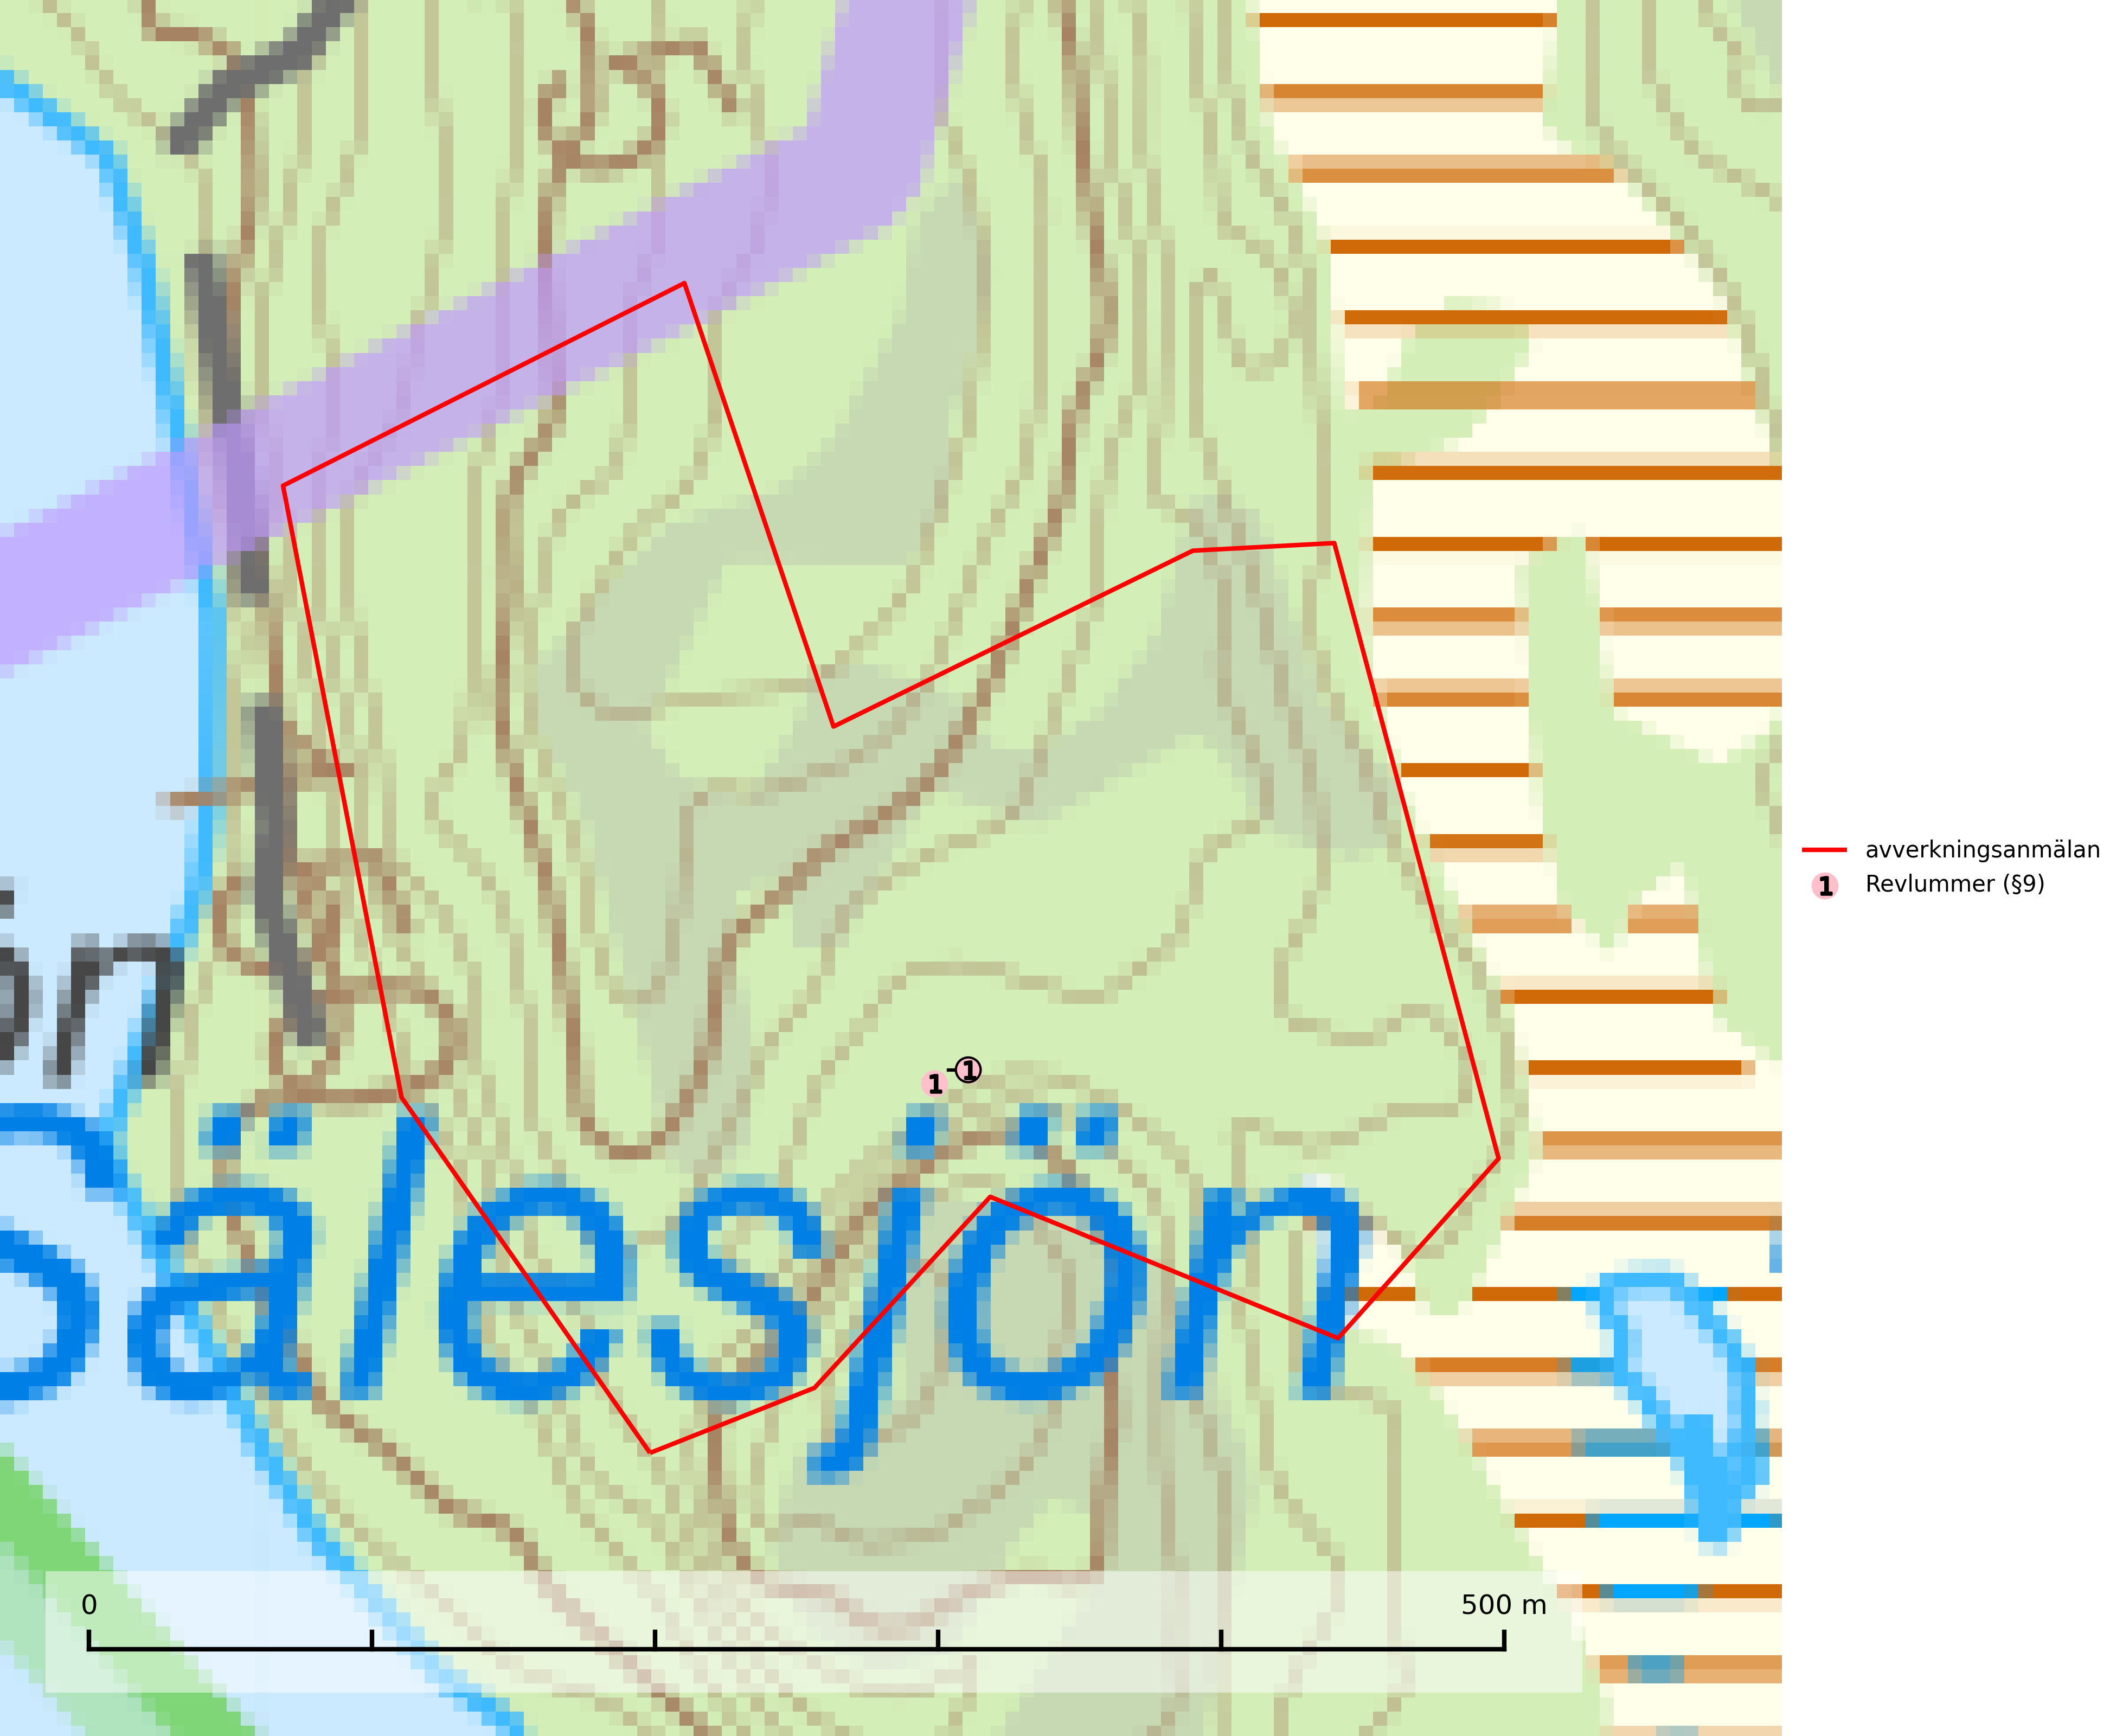 avverkningsanmälan
1 Revlummer (§9)
1 1
sälesjön
0 500 m